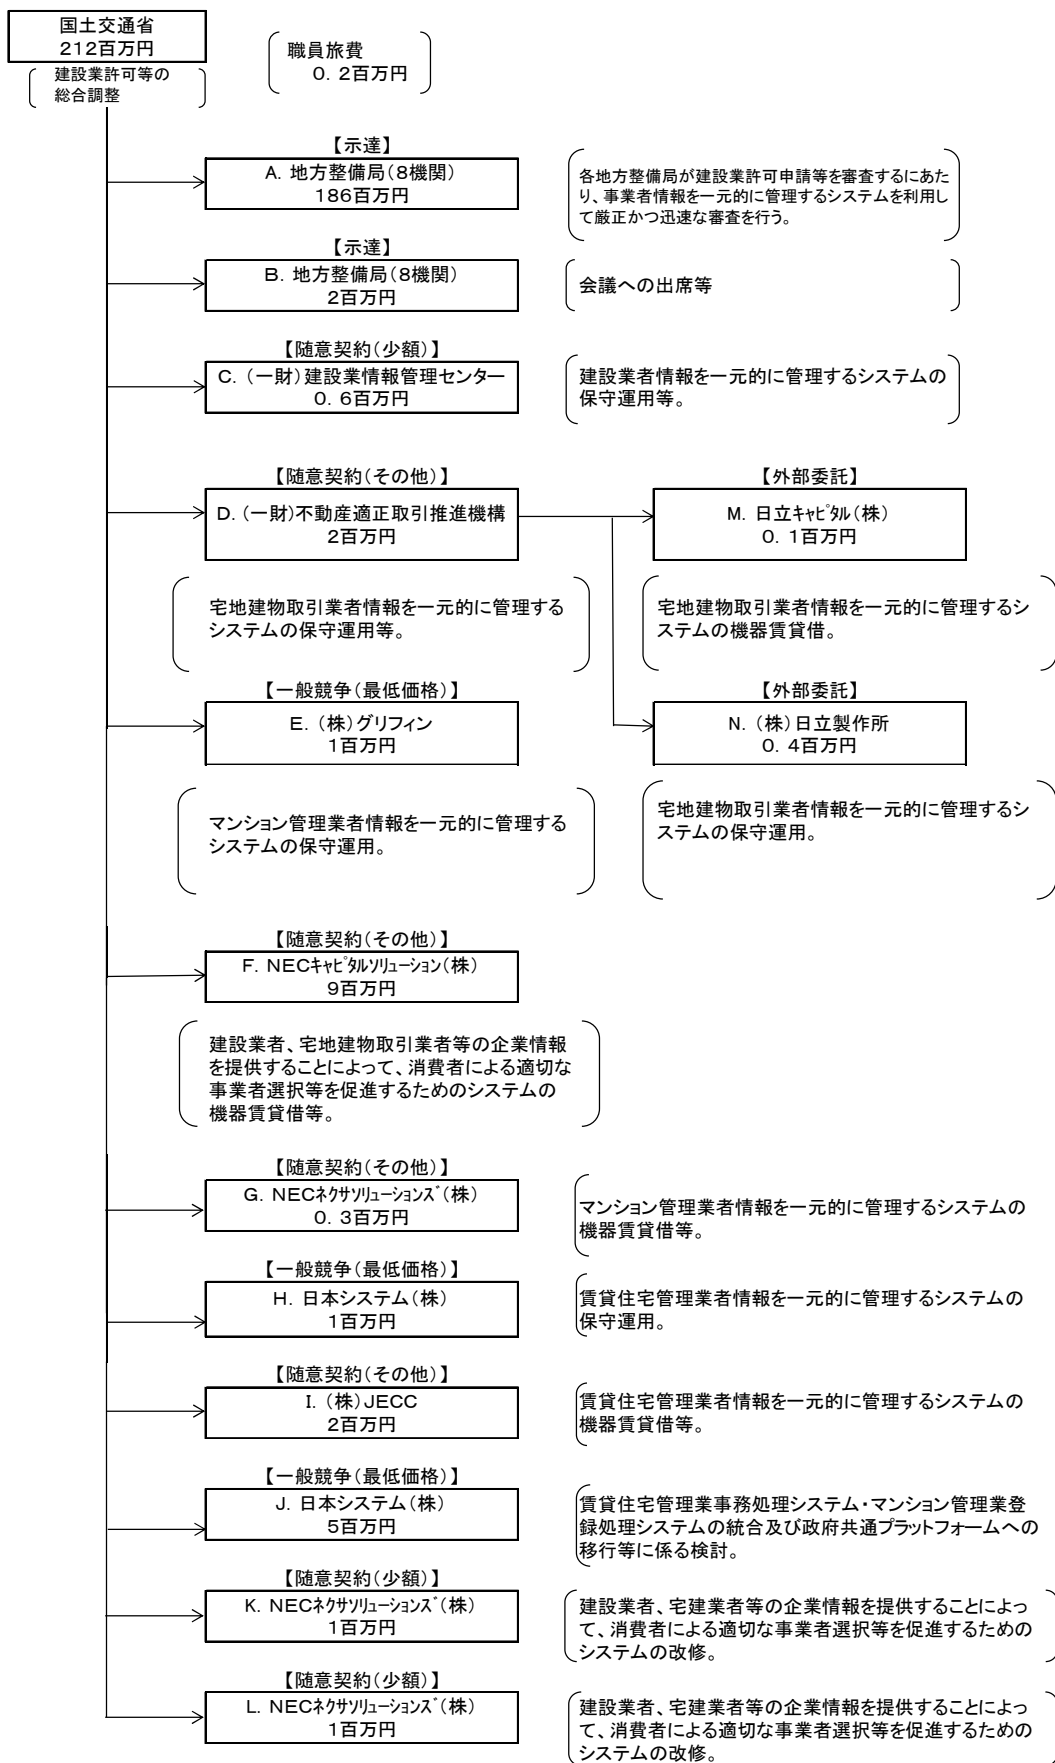 国土交通省
212百万円
建設業許可等の
総合調整
職員旅費
0．2百万円
【示達】
A．地方整備局（8機関）
186百万円
各地方整備局が建設業許可申請等を審査するにあた
り、事業者情報を一元的に管理するシステムを利用し
て厳正かつ迅速な審査を行う。
【示達】
B．地方整備局（8機関）
2百万円
会議への出席等
【随意契約（少額）】
C．（一財）建設業情報管理センター
0．6百万円
建設業者情報を一元的に管理するシステムの
保守運用等。
【随意契約（その他）】
D．（一財）不動産適正取引推進機構
2百万円
【外部委託】
M．日立ｷｬﾋﾟﾀﾙ（株）
0．1百万円
宅地建物取引業者情報を一元的に管理する
システムの保守運用等。
宅地建物取引業者情報を一元的に管理するシ
ステムの機器賃貸借。
【一般競争（最低価格）】
E．（株）グリフィン
1百万円
【外部委託】
N．（株）日立製作所
0．4百万円
マンション管理業者情報を一元的に管理する
システムの保守運用。
宅地建物取引業者情報を一元的に管理するシ
ステムの保守運用。
【随意契約（その他）】
F．NECｷｬﾋﾟﾀﾙｿﾘｭｰｼｮﾝ（株）
9百万円
建設業者、宅地建物取引業者等の企業情報
を提供することによって、消費者による適切な
事業者選択等を促進するためのシステムの
機器賃貸借等。
【随意契約（その他）】
G．NECﾈｸｻｿﾘｭｰｼｮﾝｽﾞ（株）
0．3百万円
マンション管理業者情報を一元的に管理するシステムの
機器賃貸借等。
【一般競争（最低価格）】
H．日本システム（株）
1百万円
賃貸住宅管理業者情報を一元的に管理するシステムの
保守運用。
【随意契約（その他）】
I．（株）JECC
2百万円
賃貸住宅管理業者情報を一元的に管理するシステムの
機器賃貸借等。
【一般競争（最低価格）】
J．日本システム（株）
5百万円
賃貸住宅管理業事務処理システム・マンション管理業登
録処理システムの統合及び政府共通プラットフォームへの
移行等に係る検討。
【随意契約（少額）】
K．NECﾈｸｻｿﾘｭｰｼｮﾝｽﾞ（株）
1百万円
建設業者、宅建業者等の企業情報を提供することによっ
て、消費者による適切な事業者選択等を促進するための
システムの改修。
【随意契約（少額）】
L．NECﾈｸｻｿﾘｭｰｼｮﾝｽﾞ（株）
1百万円
建設業者、宅建業者等の企業情報を提供することによっ
て、消費者による適切な事業者選択等を促進するための
システムの改修。